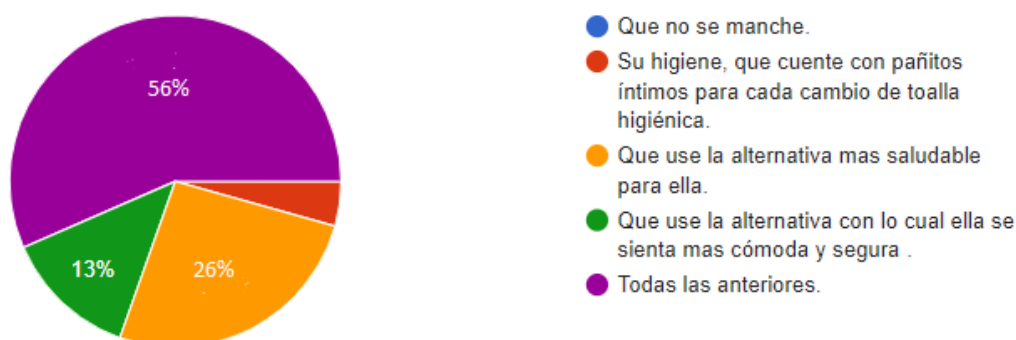 56%
13%
26%
Que no se manche.
Su higiene, que cuente con pañitos
íntimos para cada cambio de toalla
higiénica.
Que use la alternativa mas saludable
para ella.
Que use la alternativa con lo cual ella se
sienta mas cómoda y segura .
Todas las anteriores.